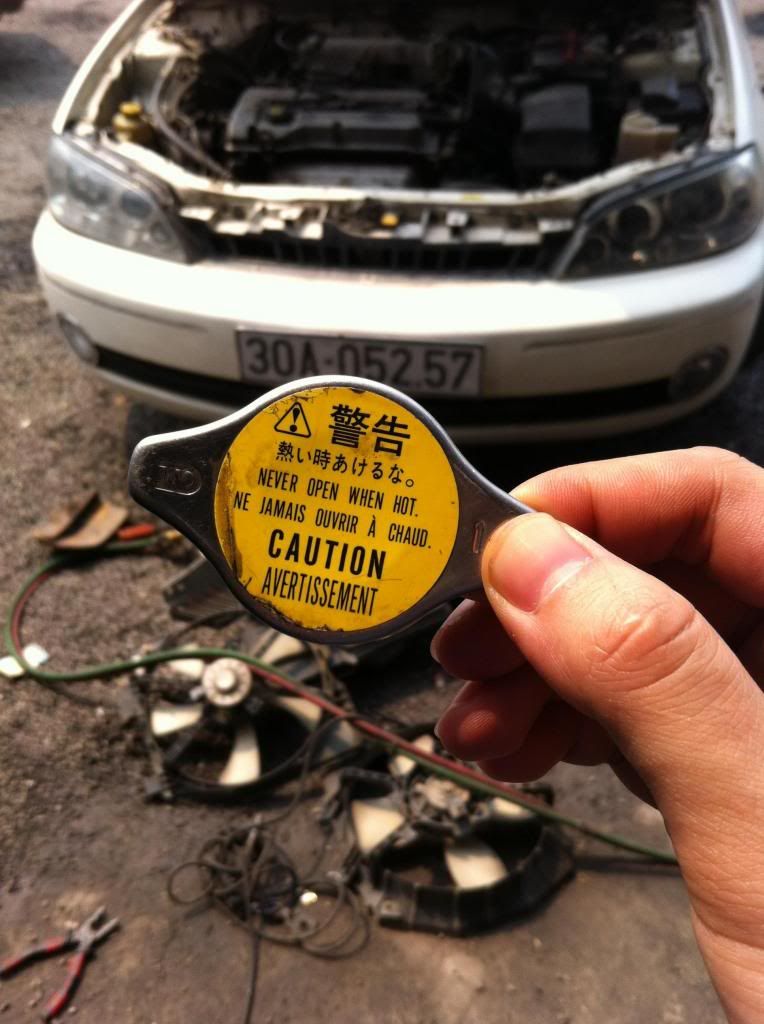 30A-052.57
警告
熱い時あけるな。
NEVER OPEN WHEN HOT.
NE JAMAIS OUVRIR À CHAUD.
CAUTION
AVERTISSEMENT
1